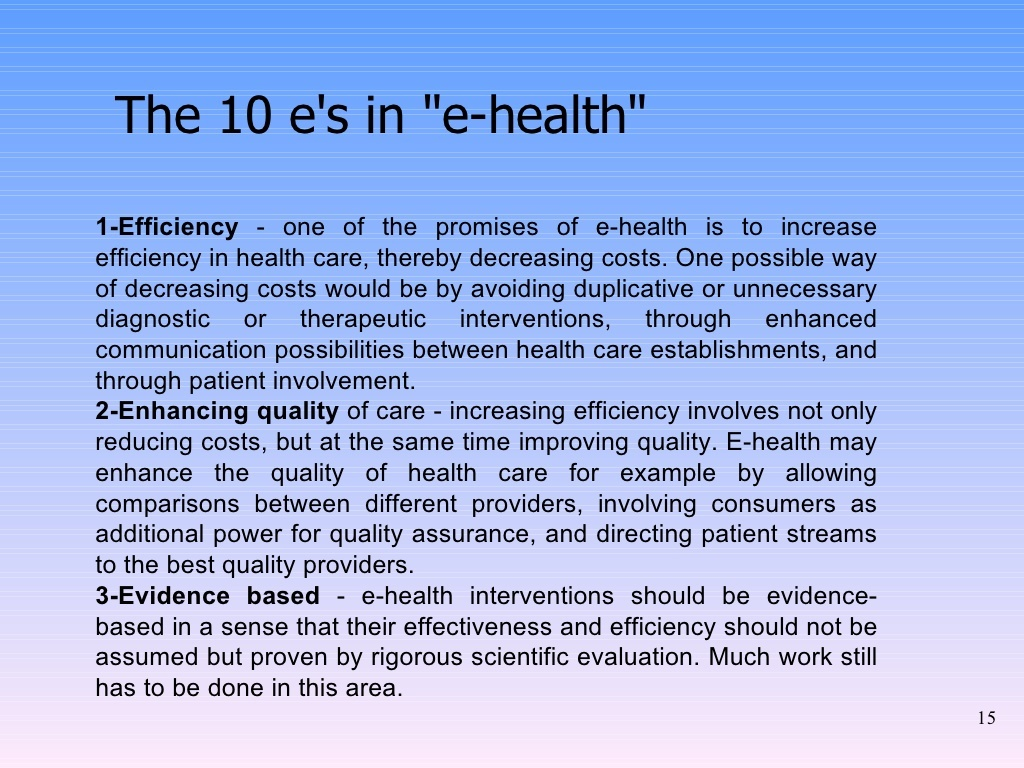 The 10 e's in "e-health"
1-Efficiency - one of the promises of e-health is to increase
efficiency in health care, thereby decreasing costs. One possible way
of decreasing costs would be by avoiding duplicative or unnecessary
diagnostic or therapeutic interventions, through enhanced
communication possibilities between health care establishments, and
through patient involvement.
2-Enhancing quality of care - increasing efficiency involves not only
reducing costs, but at the same time improving quality. E-health may
enhance the quality of health care for example by allowing
comparisons between different providers, involving consumers as
additional power for quality assurance, and directing patient streams
to the best quality providers.
3-Evidence based - e-health interventions should be evidence-
based in a sense that their effectiveness and efficiency should not be
assumed but proven by rigorous scientific evaluation. Much work still
has to be done in this area.
15